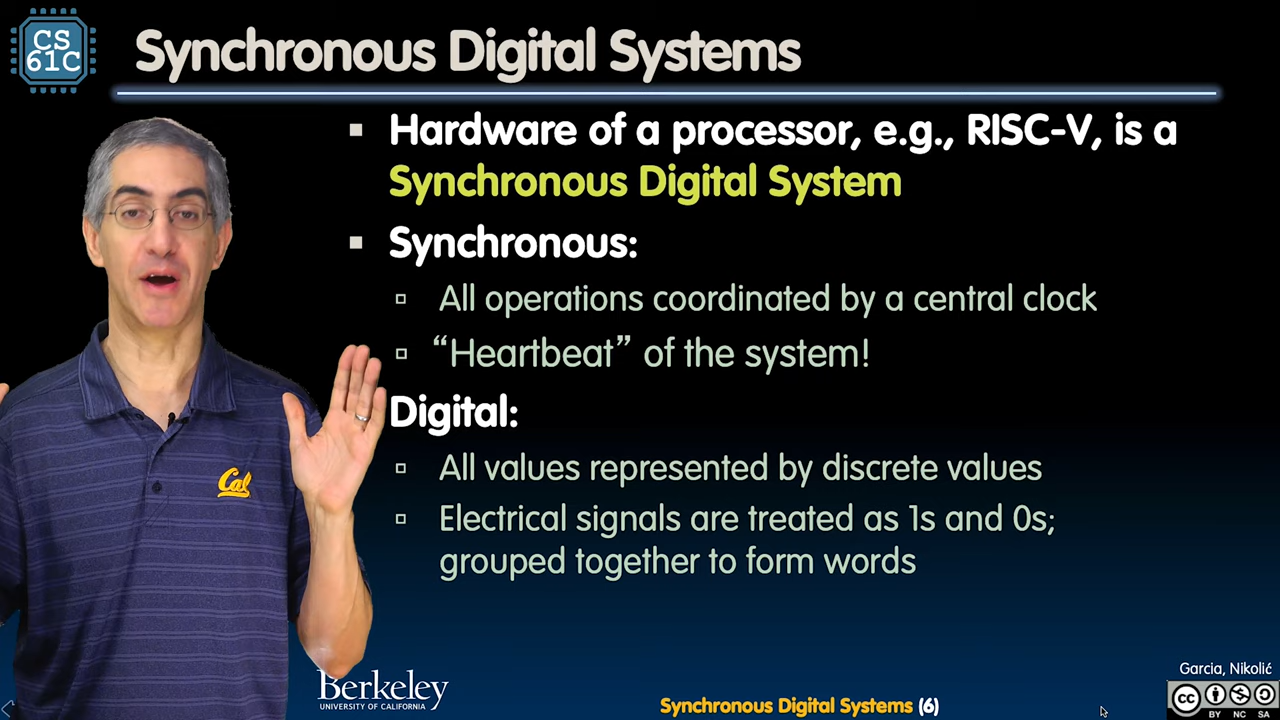 CS
61C
Synchronous Digital Systems
Hardware of a processor, e.g., RISC-V, is a
Synchronous Digital System
Synchronous:
All operations coordinated by a central clock
“Heartbeat” of the system!
Digital:
All values represented by discrete values
Electrical signals are treated as 1s and 0s;
grouped together to form words
Cal
Berkeley
UNIVERSITY OF CALIFORNIA
Synchronous Digital Systems (6)
Garcia, Nikolić
cc
BY NC SA